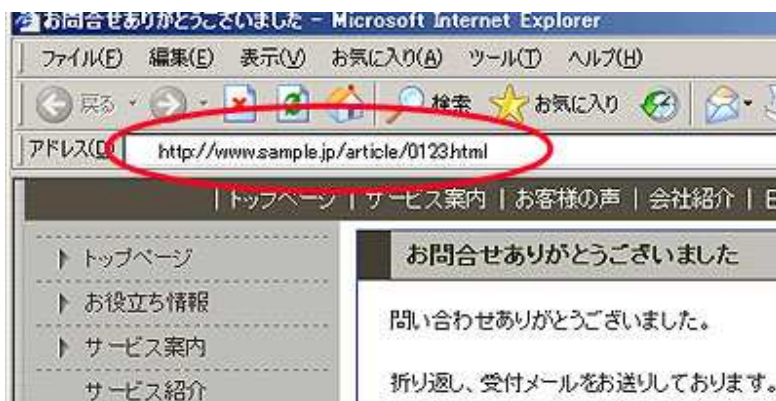 お問合せありがとうございました - Microsoft Internet Explorer
ファイル(F) 編集(E) 表示(V) お気に入り(A) ツール(T) ヘルプ(H)
戻る 検索 お気に入り
アドレス(D) http://www.sample.jp/article/0123.html
| トップページ | サービス案内 | お客様の声 | 会社紹介 |
トップページ
お役立ち情報
サービス案内
サービス紹介
お問合せありがとうございました
問い合わせありがとうございました。
折り返し、受付メールをお送りしております。